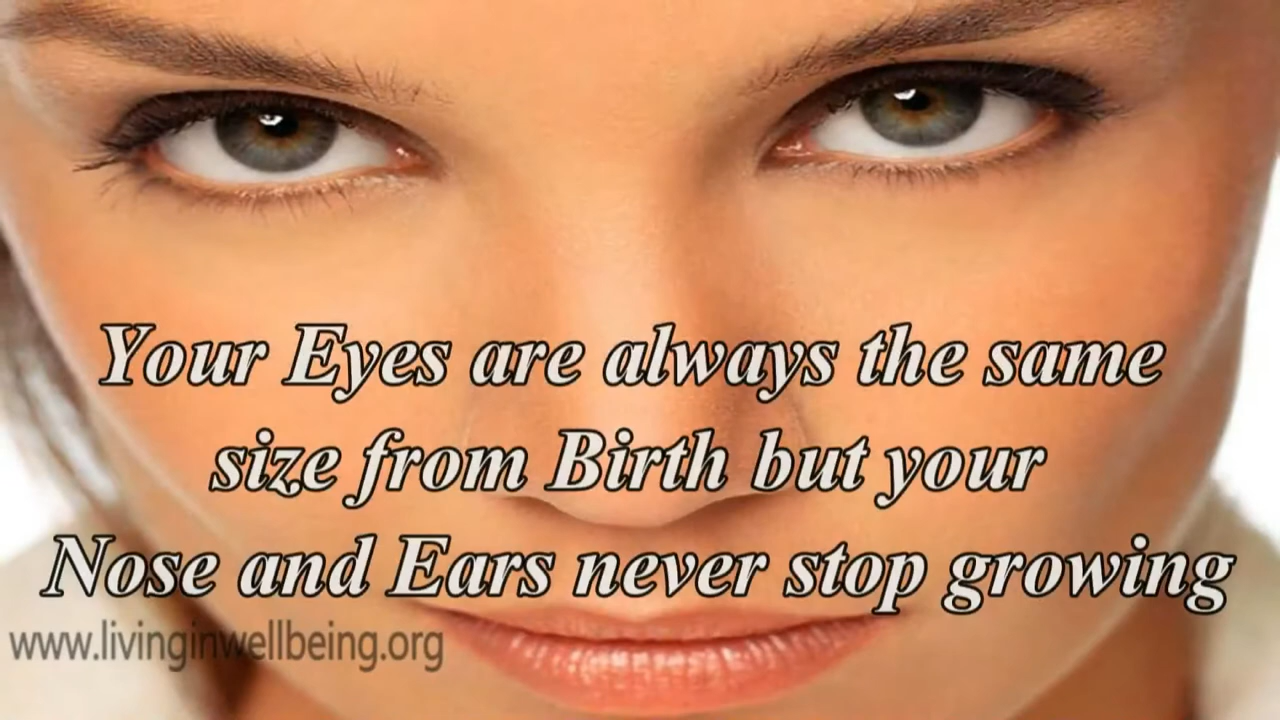 Your Eyes are always the same
size from Birth but your
Nose and Ears never stop growing
www.livinginwellbeing.org